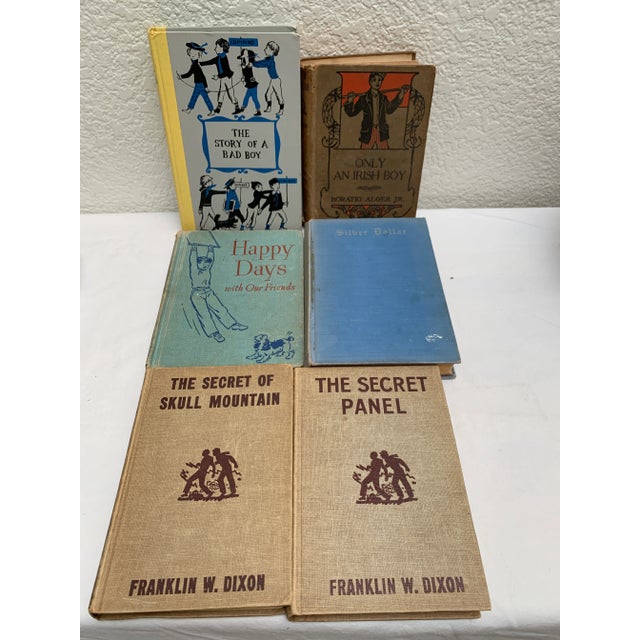 THE
STORY OF A
BAD BOY
ONLY
AN IRISH BOY
HORATIO ALGER JR.
Happy
Days
with Our Friends
Silver Dollar
THE SECRET OF
SKULL MOUNTAIN
FRANKLIN W. DIXON
THE SECRET
PANEL
FRANKLIN W. DIXON